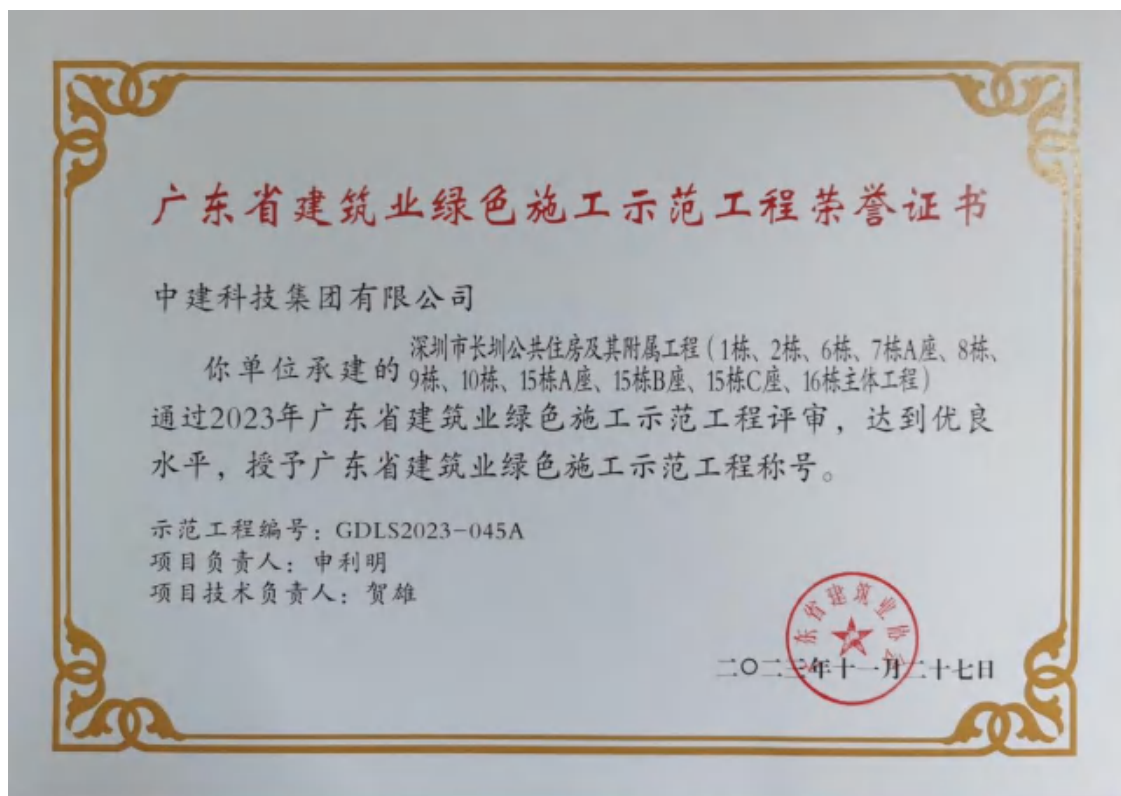 广东省建筑业绿色施工示范工程荣誉证书
中建科技集团有限公司
你单位承建的深圳市长圳公共住房及其附属工程(1栋、2栋、6栋、7栋A座、8栋、
9栋、10栋、15栋A座、15栋B座、15栋C座、16栋主体工程)
通过2023年广东省建筑业绿色施工示范工程评审，达到优良
水平，授予广东省建筑业绿色施工示范工程称号。
示范工程编号：GDLS2023-045A
项目负责人：申利明
项目技术负责人：贺雄
广东省建筑业协会
二〇二三年十一月二十七日